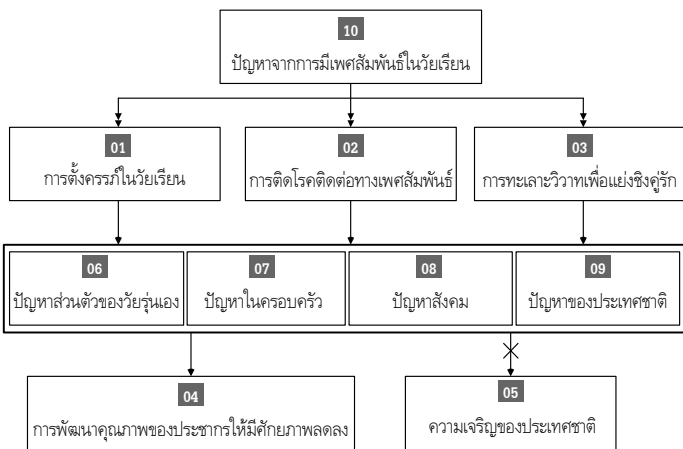 10
ปัญหาจากการมีเพศสัมพันธ์ในวัยเรียน
01
การตั้งครรภ์ในวัยเรียน
02
การติดโรคติดต่อทางเพศสัมพันธ์
03
การทะเลาะวิวาทเพื่อแย่งชิงคู่รัก
06
ปัญหาส่วนตัวของวัยรุ่นเอง
07
ปัญหาในครอบครัว
08
ปัญหาสังคม
09
ปัญหาของประเทศชาติ
04
การพัฒนาคุณภาพของประชากรให้มีศักยภาพลดลง
05
ความเจริญของประเทศชาติ